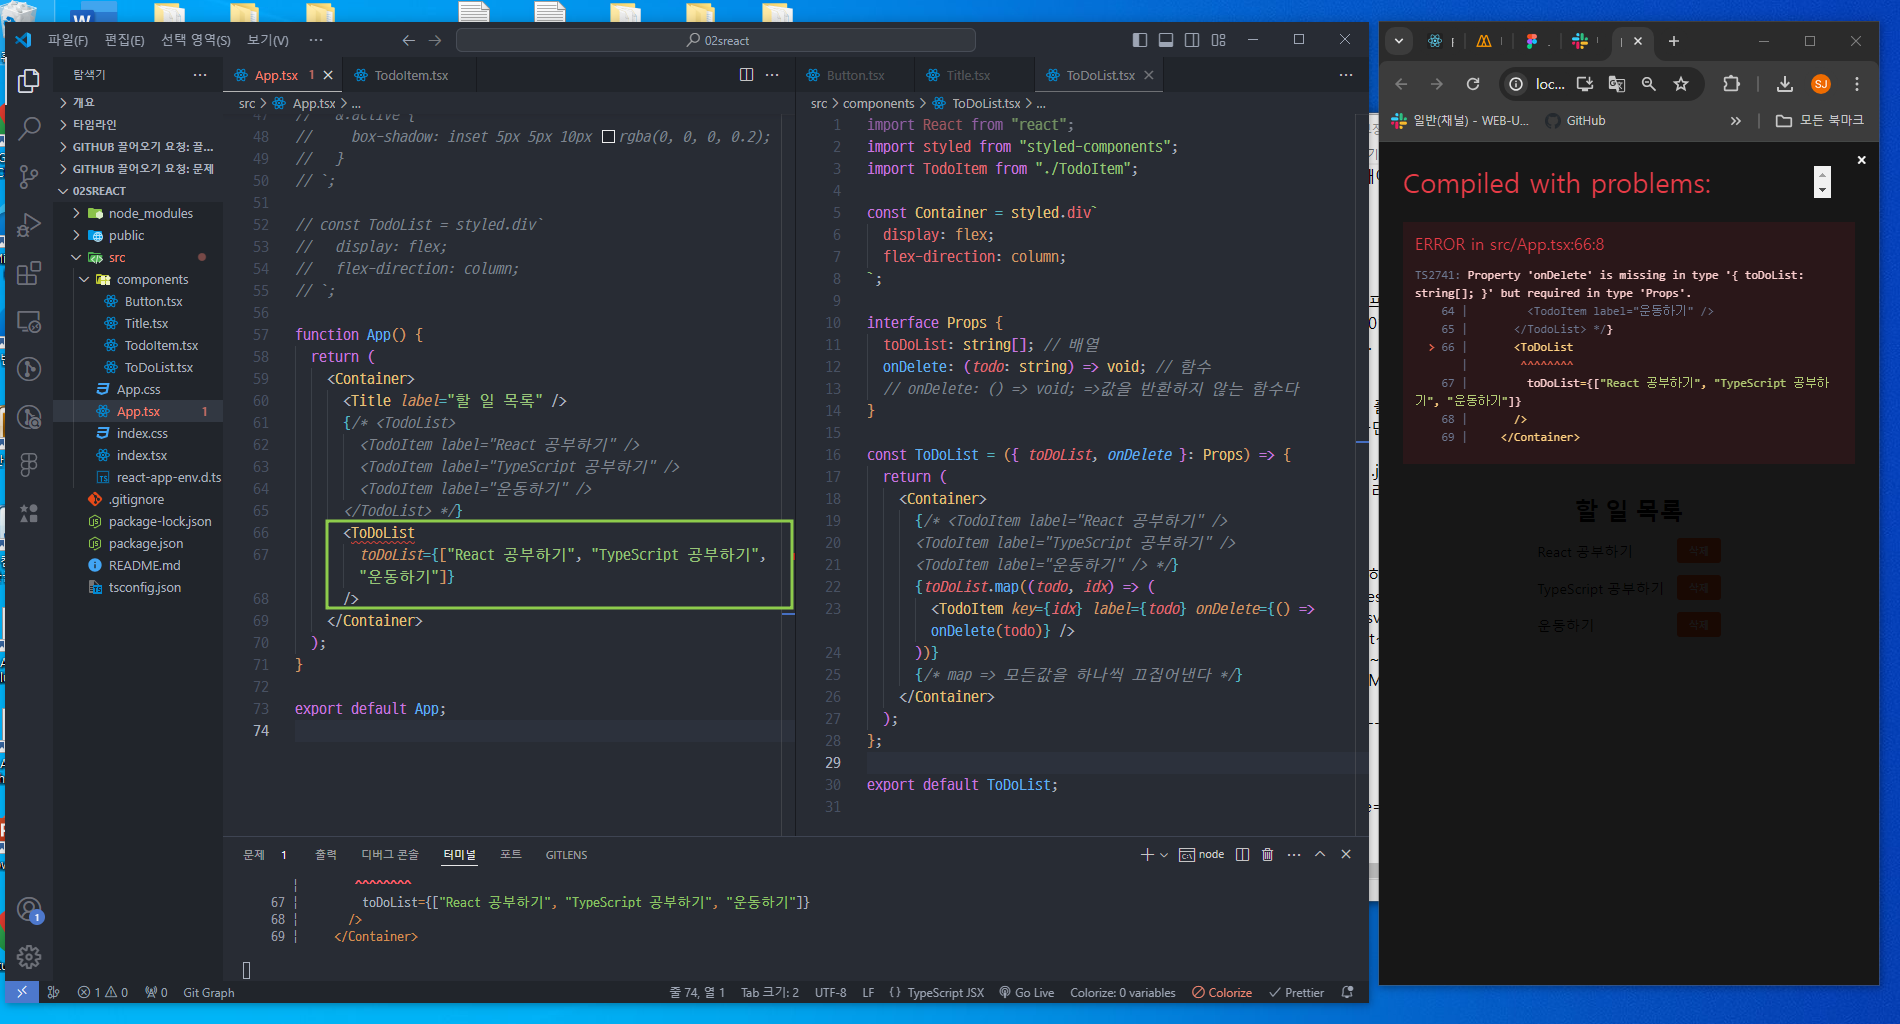 파일(F) 편집(E) 선택 영역(S) 보기(V) ··· 02sreact
탐색기
개요
타임라인
GITHUB 끌어오기 요청: 끌...
GITHUB 끌어오기 요청: 문제
02SREACT
node_modules
public
src
components
Button.tsx
Title.tsx
TodoItem.tsx
ToDoList.tsx
App.css
App.tsx 1
index.css
index.tsx
react-app-env.d.ts
.gitignore
package-lock.json
package.json
README.md
tsconfig.json
App.tsx 1 TodoItem.tsx
src > App.tsx > ...
47 // &:active {
48 // box-shadow: inset 5px 5px 10px rgba(0, 0, 0, 0.2);
49 // }
50 // `;
51
52 // const TodoList = styled.div`
53 // display: flex;
54 // flex-direction: column;
55 // `;
56
57 function App() {
58 return (
59 <Container>
60 <Title label="할 일 목록" />
61 {/* <TodoList>
62 <TodoItem label="React 공부하기" />
63 <TodoItem label="TypeScript 공부하기" />
64 <TodoItem label="운동하기" />
65 </TodoList> */}
66 <ToDoList
67 toDoList={["React 공부하기", "TypeScript 공부하기",
"운동하기"]}
68 />
69 </Container>
70 );
71 }
72
73 export default App;
74
Button.tsx Title.tsx ToDoList.tsx
src > components > ToDoList.tsx > ...
1 import React from "react";
2 import styled from "styled-components";
3 import TodoItem from "./TodoItem";
4
5 const Container = styled.div`
6 display: flex;
7 flex-direction: column;
8 `;
9
10 interface Props {
11 toDoList: string[]; // 배열
12 onDelete: (todo: string) => void; // 함수
13 // onDelete: () => void; =>값을 반환하지 않는 함수다
14 }
15
16 const ToDoList = ({ toDoList, onDelete }: Props) => {
17 return (
18 <Container>
19 {/* <TodoItem label="React 공부하기" />
20 <TodoItem label="TypeScript 공부하기" />
21 <TodoItem label="운동하기" /> */}
22 {toDoList.map((todo, idx) => (
23 <TodoItem key={idx} label={todo} onDelete={() =>
onDelete(todo)} />
24 ))}
25 {/* map => 모든값을 하나씩 끄집어낸다 */}
26 </Container>
27 );
28 };
29
30 export default ToDoList;
31
문제 1 출력 디버그 콘솔 터미널 포트 GITLENS node
^^^^^^^^
67 ¦ toDoList={["React 공부하기", "TypeScript 공부하기", "운동하기"]}
68 ¦ />
69 ¦ </Container>
1 0 0 Git Graph 줄 74, 열 1 Tab 크기: 2 UTF-8 LF {} TypeScript JSX Go Live Colorize: 0 variables Colorize Prettier
loc... SJ
일반(채널) - WEB-U... GitHub » 모든 북마크
Compiled with problems:
ERROR in src/App.tsx:66:8
TS2741: Property 'onDelete' is missing in type '{ toDoList:
string[]; }' but required in type 'Props'.
64 | <TodoItem label="운동하기" />
65 | </TodoList> */}
> 66 | <ToDoList
| ^^^^^^^^
67 | toDoList={["React 공부하기", "TypeScript 공부하
기", "운동하기"]}
68 | />
69 | </Container>
할 일 목록
React 공부하기 삭제
TypeScript 공부하기 삭제
운동하기 삭제